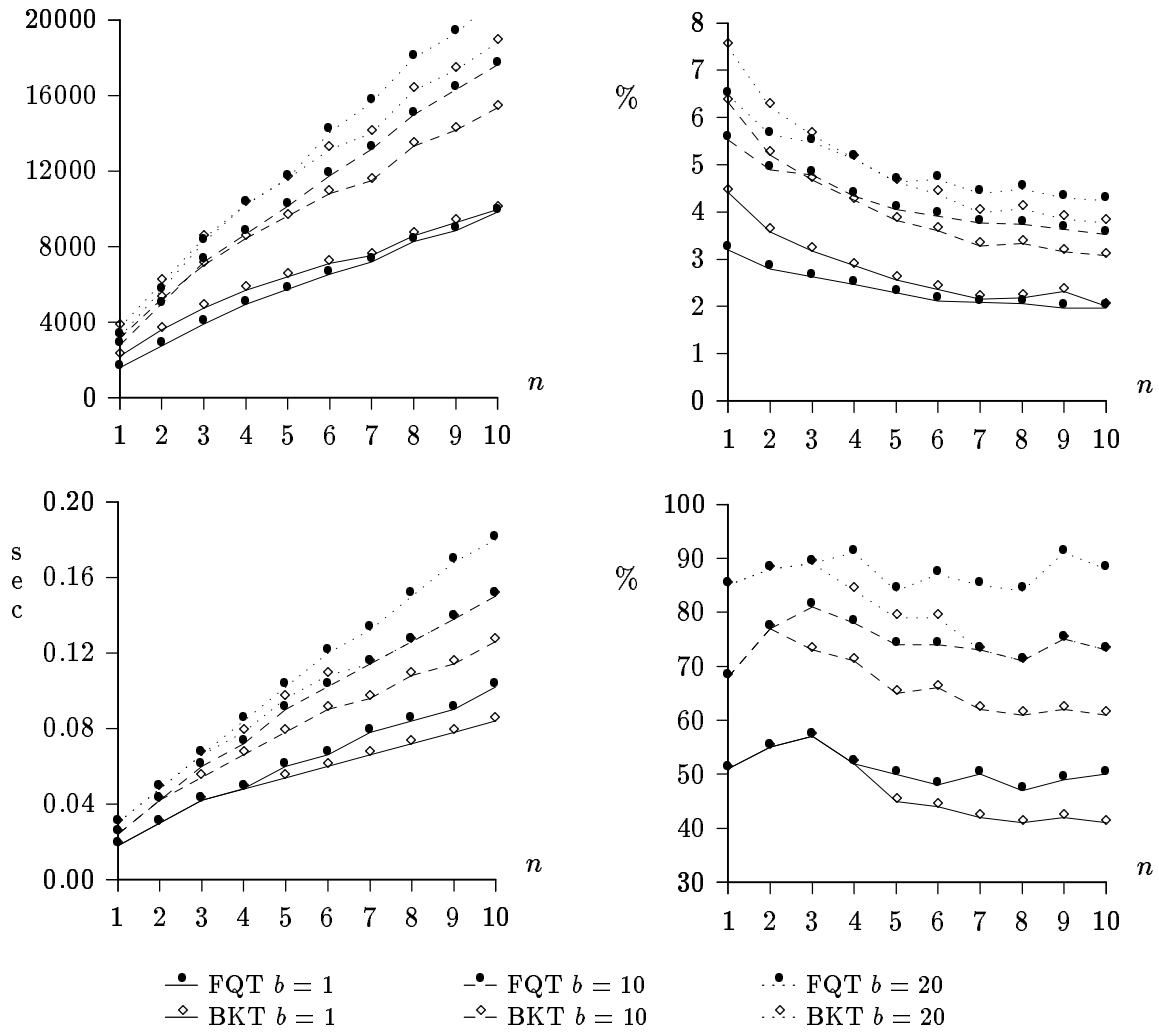 20000
16000
12000
8000
4000
0
1 2 3 4 5 6 7 8 9 10
n
8
7
6
5
4
3
2
1
0
%
1 2 3 4 5 6 7 8 9 10
n
0.20
0.16
0.12
0.08
0.04
0.00
s
e
c
1 2 3 4 5 6 7 8 9 10
n
100
90
80
70
60
50
40
30
%
1 2 3 4 5 6 7 8 9 10
n
FQT b = 1 FQT b = 10 FQT b = 20
BKT b = 1 BKT b = 10 BKT b = 20